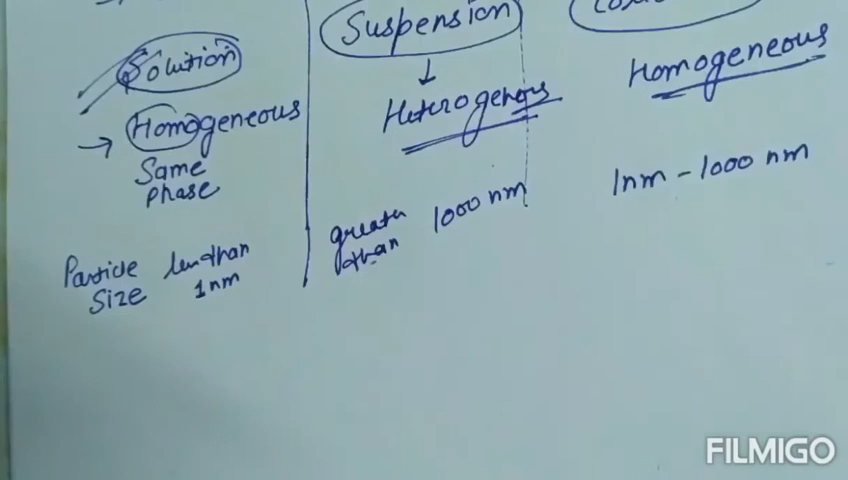 Solution
Homogeneous
Same
phase
Particle less than
Size 1nm
Suspension
Heterogenous
greater
than 1000 nm
Homogeneous
1nm - 1000 nm
FILMIGO